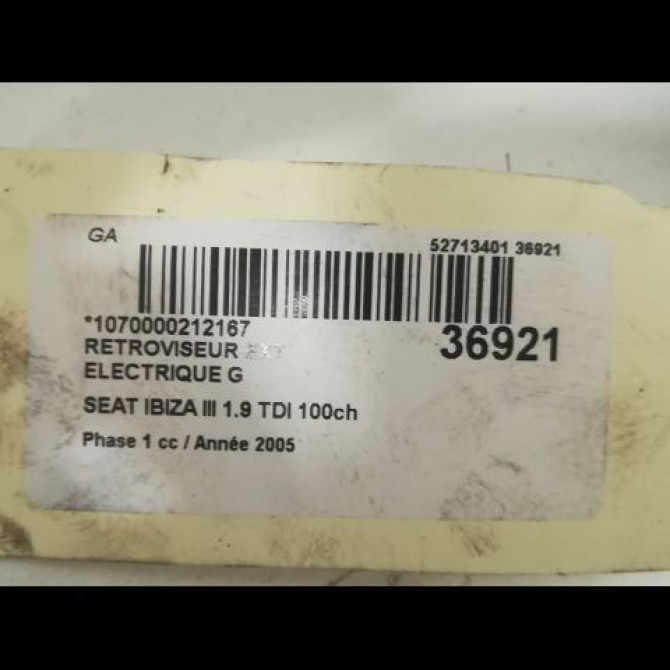 GA
52713401 36921
*1070000212167
36921
RETROVISEUR
ELECTRIQUE G
SEAT IBIZA III 1.9 TDI 100ch
Phase 1 cc / Année 2005